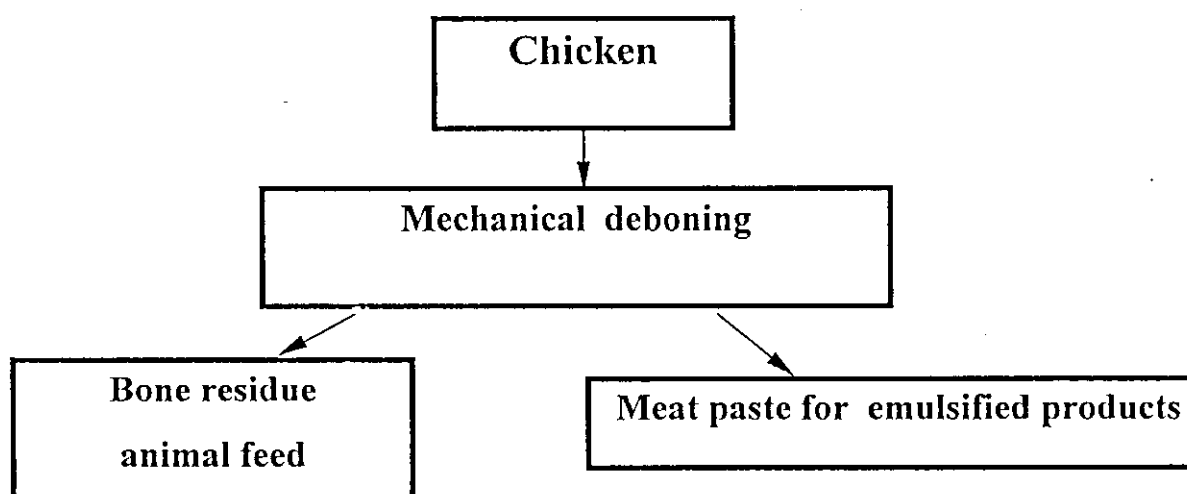 Chicken
Mechanical deboning
Bone residue
animal feed
Meat paste for emulsified products